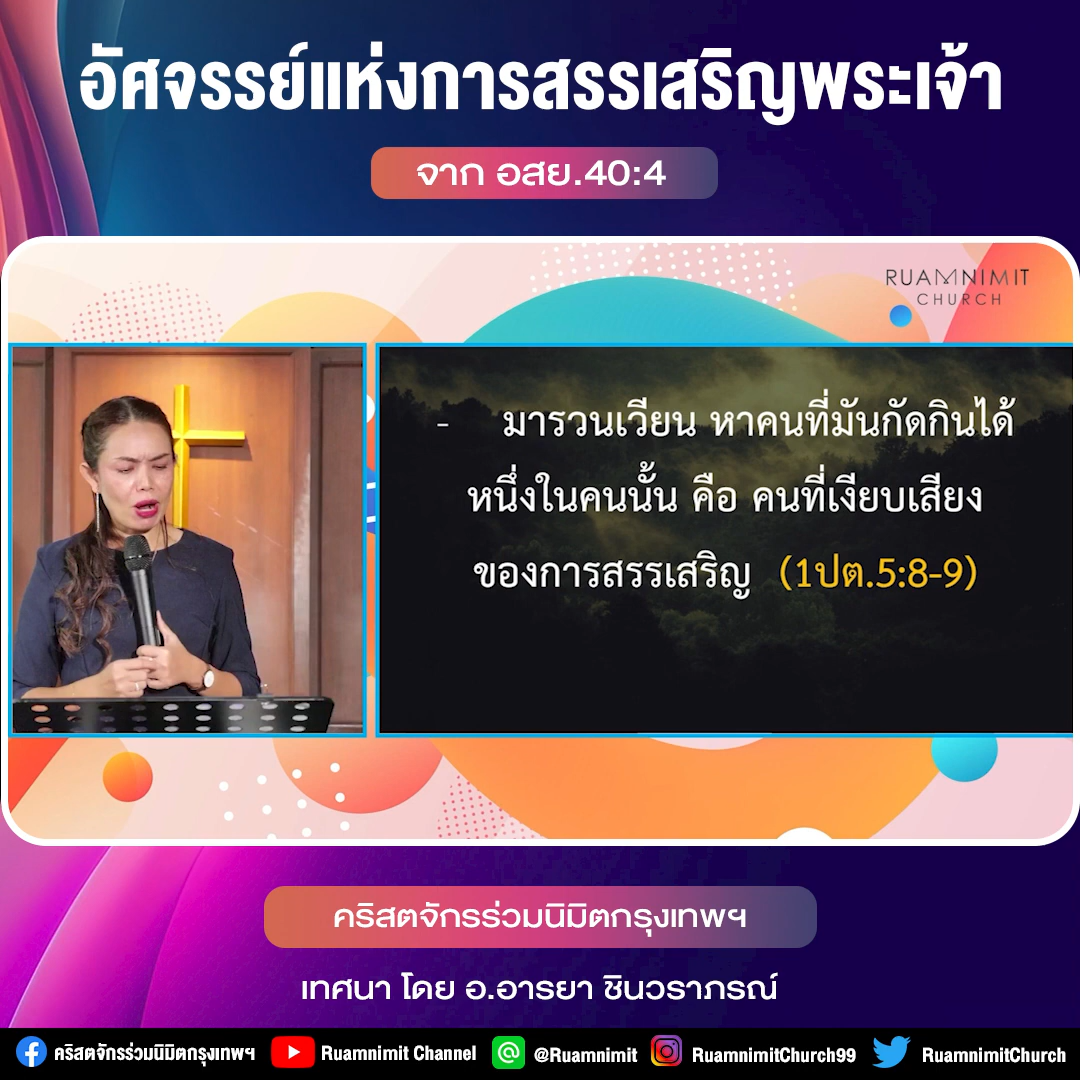 อัศจรรย์แห่งการสรรเสริญพระเจ้า
จาก อสย.40:4
RUAMNIMIT
CHURCH
- มารวนเวียน หาคนที่มันกัดกินได้
หนึ่งในคนนั้น คือ คนที่เงียบเสียง
ของการสรรเสริญ (1ปต.5:8-9)
คริสตจักรร่วมนิมิตกรุงเทพฯ
เทศนา โดย อ.อารยา ชินวราภรณ์
คริสตจักรร่วมนิมิตกรุงเทพฯ Ruamnimit Channel @Ruamnimit RuamnimitChurch99 RuamnimitChurch